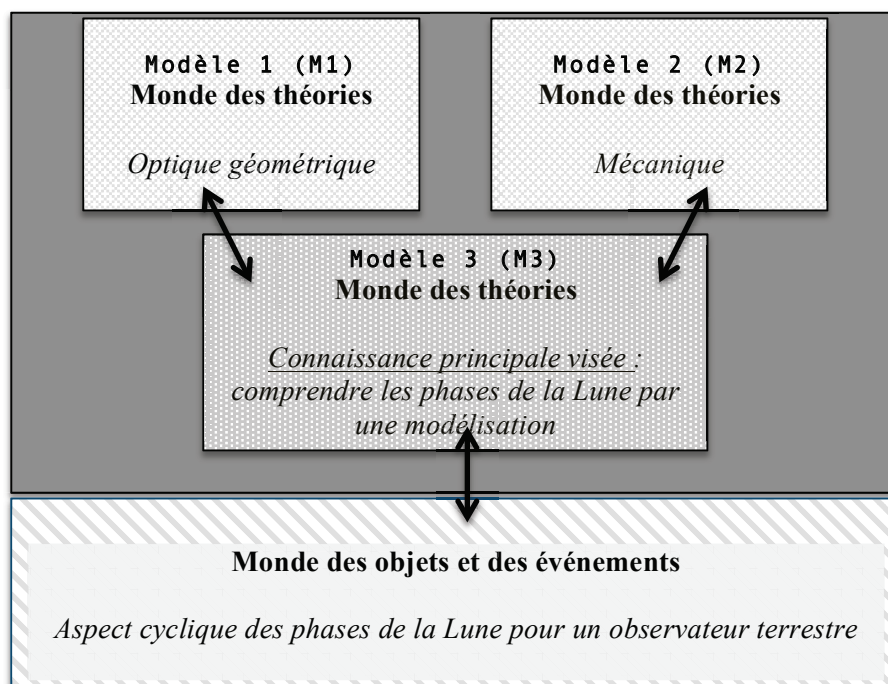 Modèle 1 (M1)
Monde des théories
Optique géométrique
Modèle 2 (M2)
Monde des théories
Mécanique
Modèle 3 (M3)
Monde des théories
Connaissance principale visée :
comprendre les phases de la Lune par
une modélisation
Monde des objets et des événements
Aspect cyclique des phases de la Lune pour un observateur terrestre